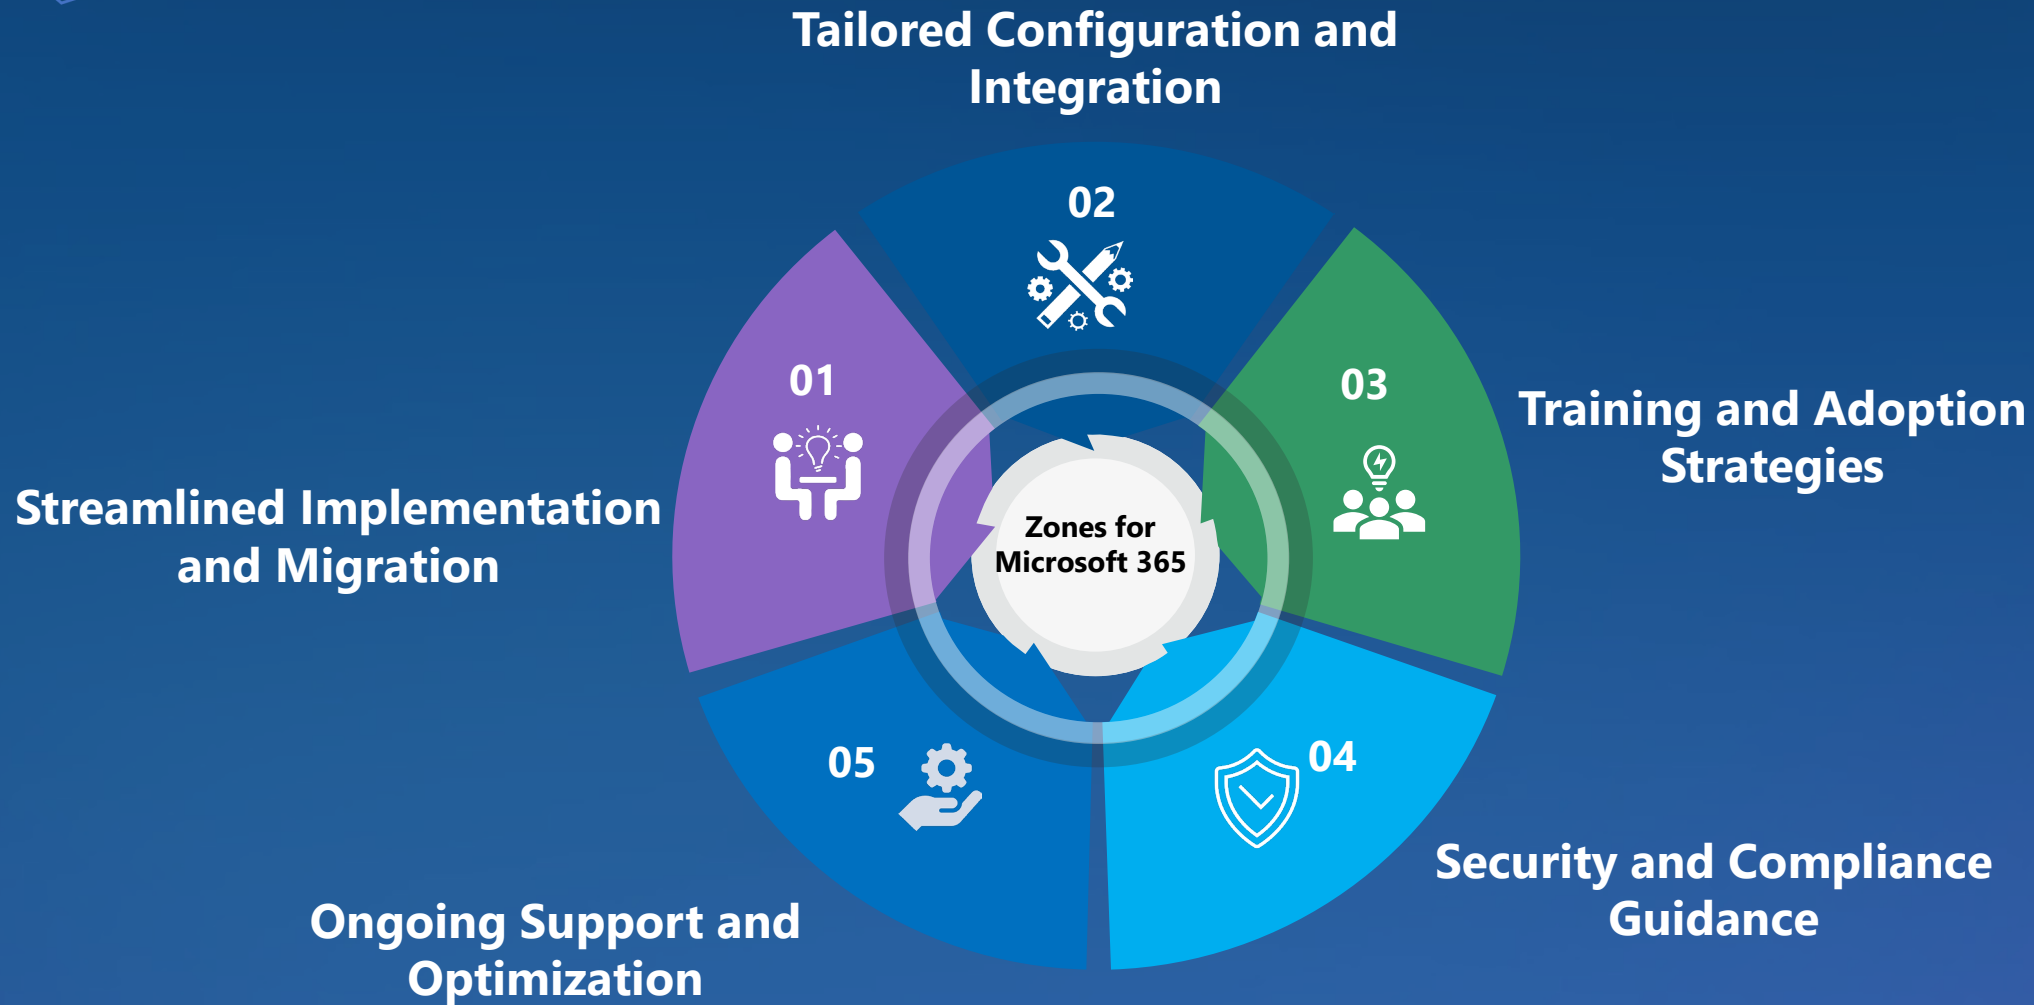 Tailored Configuration and
Integration
02
01
03
Training and Adoption
Strategies
Streamlined Implementation
and Migration
Zones for
Microsoft 365
05
04
Security and Compliance
Guidance
Ongoing Support and
Optimization